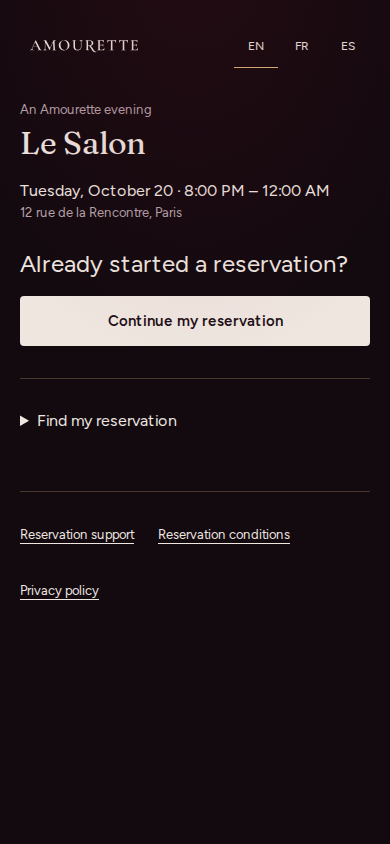 AMOURETTE
EN FR ES
An Amourette evening
Le Salon
Tuesday, October 20 · 8:00 PM – 12:00 AM
12 rue de la Rencontre, Paris
Already started a reservation?
Continue my reservation
Find my reservation
Reservation support Reservation conditions
Privacy policy